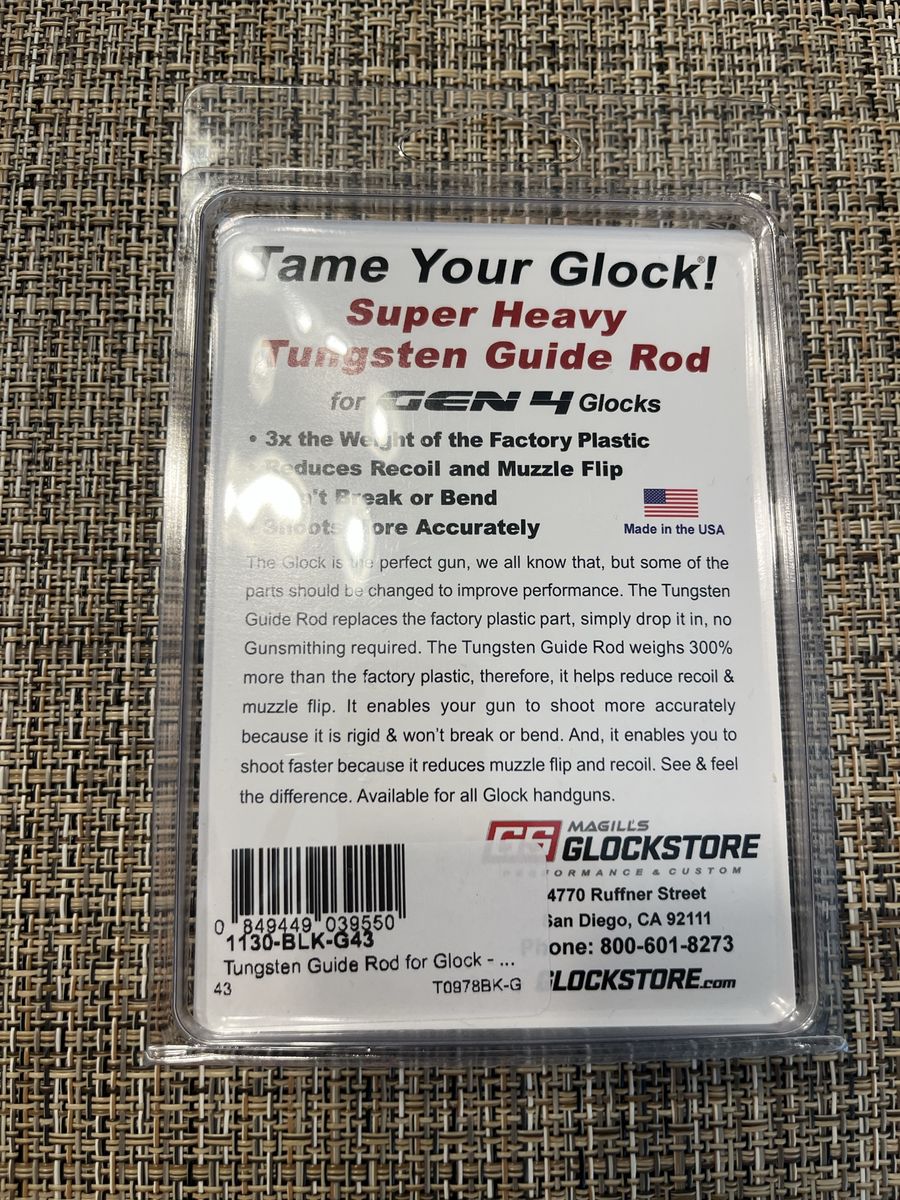 Tame Your Glock!®
Super Heavy
Tungsten Guide Rod
for GEN 4 Glocks
• 3x the Weight of the Factory Plastic
Reduces Recoil and Muzzle Flip
Break or Bend
• Shoots More Accurately
Made in the USA
The Glock is the perfect gun, we all know that, but some of the
parts should be changed to improve performance. The Tungsten
Guide Rod replaces the factory plastic part, simply drop it in, no
Gunsmithing required. The Tungsten Guide Rod weighs 300%
more than the factory plastic, therefore, it helps reduce recoil &
muzzle flip. It enables your gun to shoot more accurately
because it is rigid & won't break or bend. And, it enables you to
shoot faster because it reduces muzzle flip and recoil. See & feel
the difference. Available for all Glock handguns.
GS MAGILL'S
GLOCKSTORE
PERFORMANCE & CUSTOM
4770 Ruffner Street
San Diego, CA 92111
Phone: 800-601-8273
GLOCKSTORE.com
0 849449 039550
1130-BLK-G43
Tungsten Guide Rod for Glock - ...
43 T0978BK-G